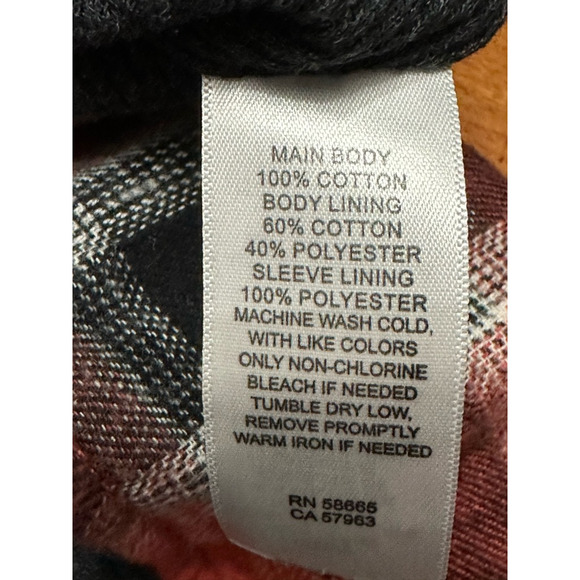 MAIN BODY
100% COTTON
BODY LINING
60% COTTON
40% POLYESTER
SLEEVE LINING
100% POLYESTER
MACHINE WASH COLD,
WITH LIKE COLORS
ONLY NON-CHLORINE
BLEACH IF NEEDED
TUMBLE DRY LOW,
REMOVE PROMPTLY
WARM IRON IF NEEDED
RN 58665
CA 57963